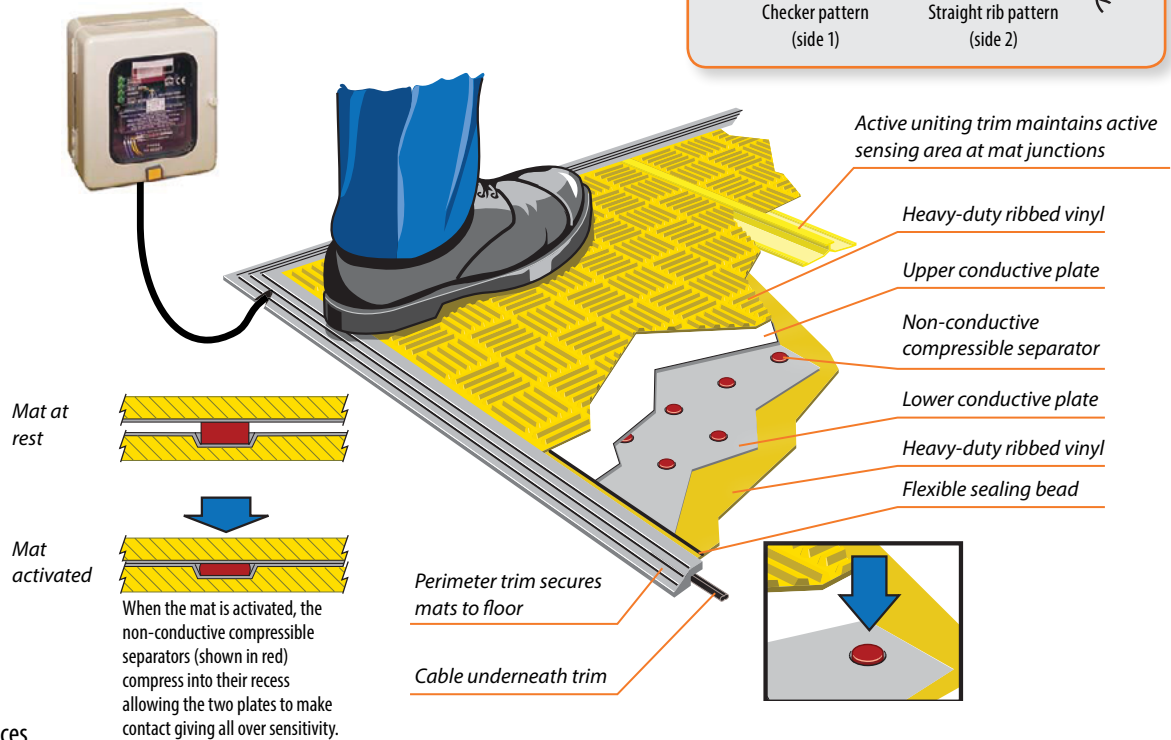 Checker pattern
(side 1)
Straight rib pattern
(side 2)
Active uniting trim maintains active
sensing area at mat junctions
Heavy-duty ribbed vinyl
Upper conductive plate
Non-conductive
compressible separator
Lower conductive plate
Heavy-duty ribbed vinyl
Flexible sealing bead
Mat at
rest
Mat
activated
When the mat is activated, the
non-conductive compressible
separators (shown in red)
compress into their recess
allowing the two plates to make
contact giving all over sensitivity.
Perimeter trim secures
mats to floor
Cable underneath trim